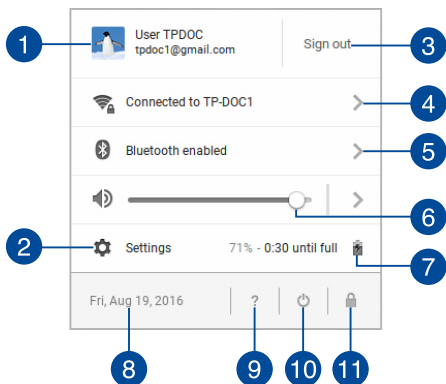 1
User TPDOC
tpdoc1@gmail.com
Sign out
3
Connected to TP-DOC1
4
Bluetooth enabled
5
6
2
Settings
71% - 0:30 until full
7
Fri, Aug 19, 2016
?
8
9
10
11